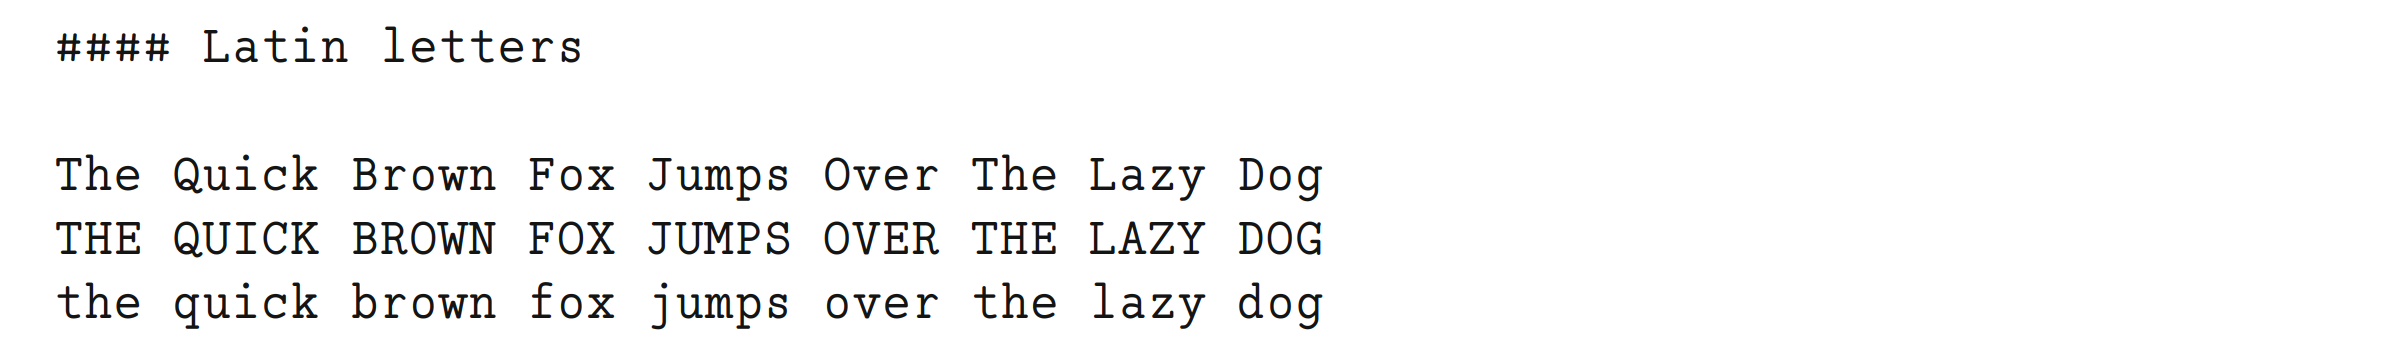 #### Latin letters

The Quick Brown Fox Jumps Over The Lazy Dog
THE QUICK BROWN FOX JUMPS OVER THE LAZY DOG
the quick brown fox jumps over the lazy dog